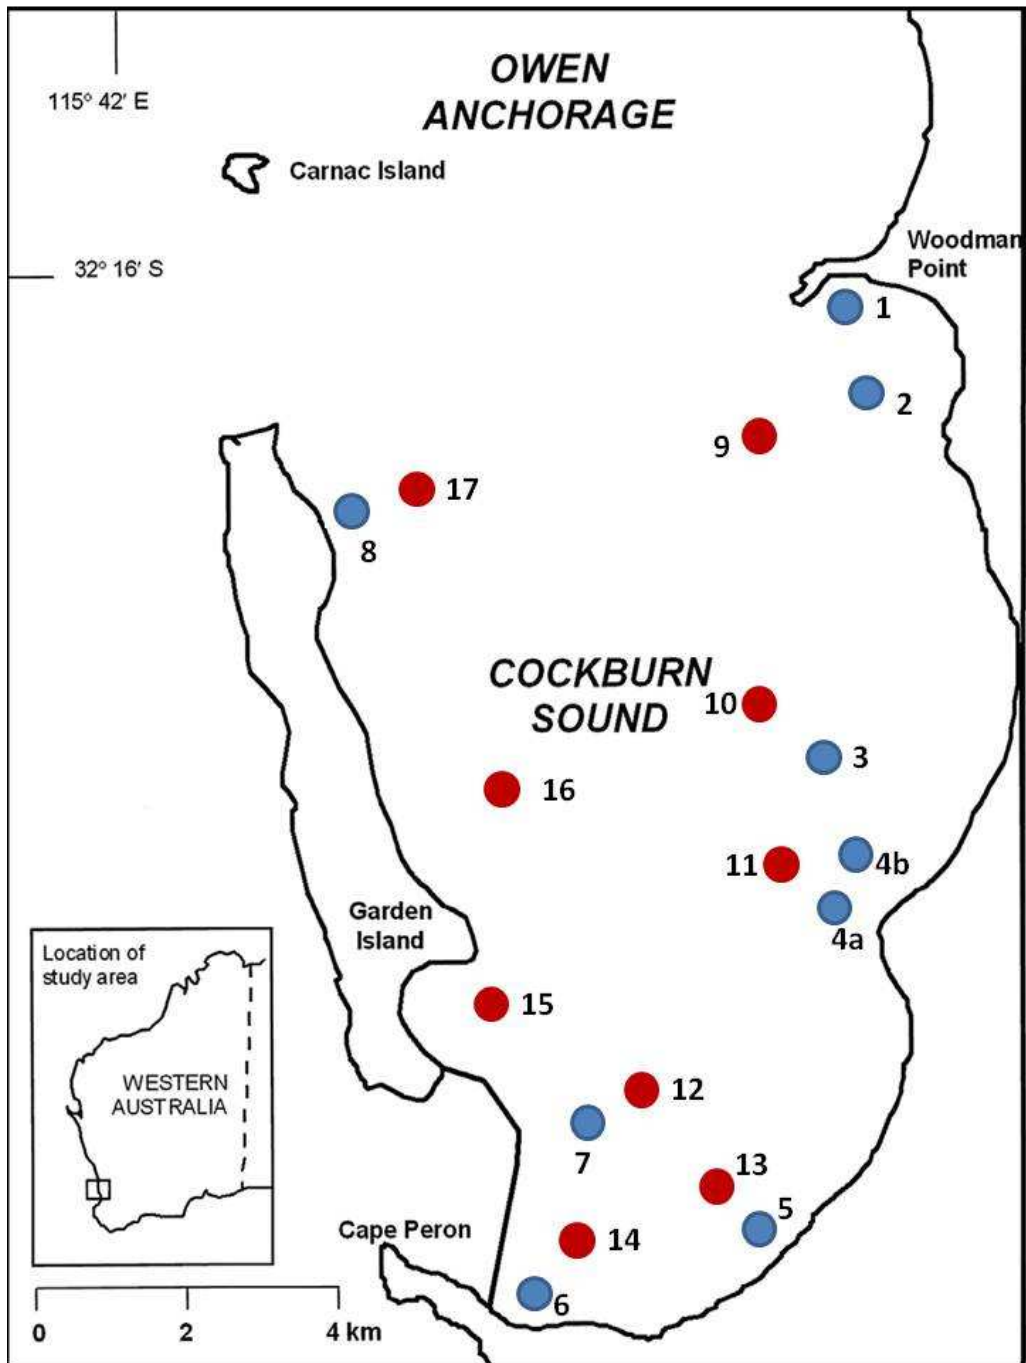 OWEN
ANCHORAGE
115° 42′ E
Carnac Island
Woodman
Point
32° 16′ S
1
2
9
17
8
COCKBURN
SOUND
10
3
16
11
4b
4a
Garden
Island
Location of
study area
15
WESTERN
AUSTRALIA
12
7
13
5
Cape Peron
14
6
0 2 4 km